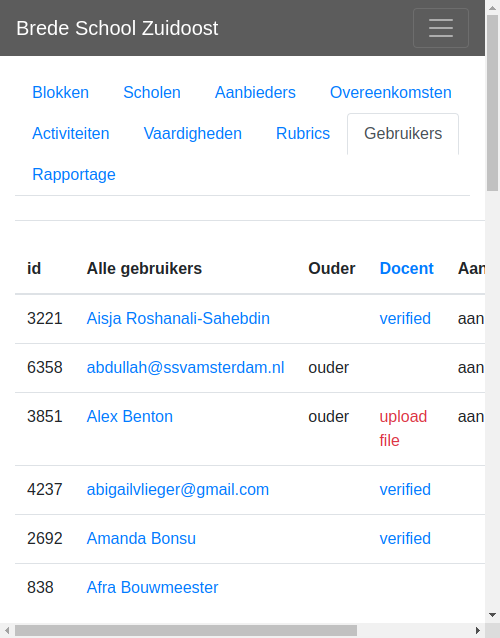 Brede School Zuidoost
Blokken Scholen Aanbieders Overeenkomsten
Activiteiten Vaardigheden Rubrics Gebruikers
Rapportage
id Alle gebruikers Ouder Docent Aan
3221 Aisja Roshanali-Sahebdin verified aan
6358 abdullah@ssvamsterdam.nl ouder aan
3851 Alex Benton ouder upload aan
file
4237 abigailvlieger@gmail.com verified
2692 Amanda Bonsu verified
838 Afra Bouwmeester